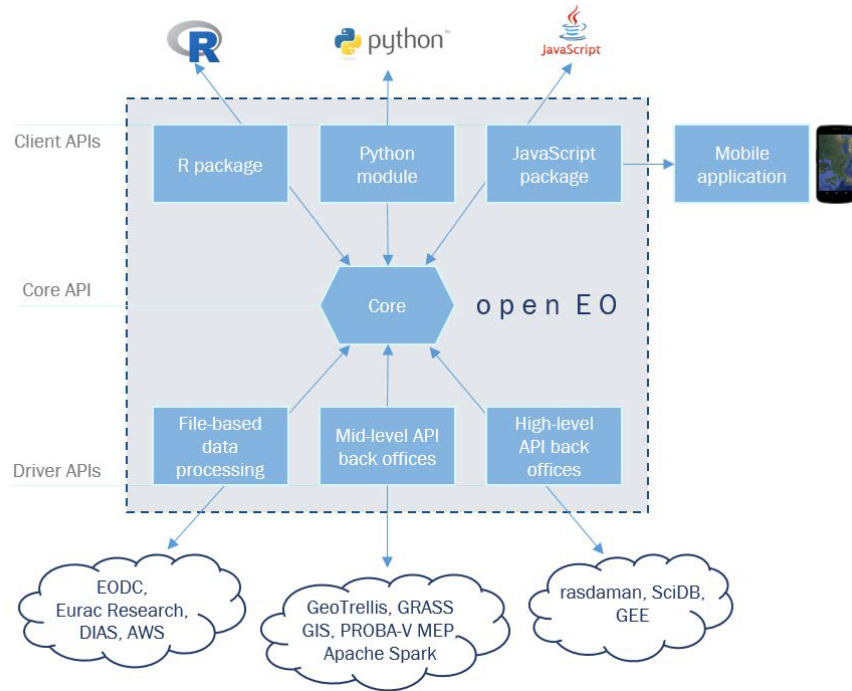 R
python™
JavaScript
Client APIs
R package
Python
module
JavaScript
package
Mobile
application
Core API
Core
open EO
Driver APIs
File-based
data
processing
Mid-level API
back offices
High-level
API back
offices
EODC,
Eurac Research,
DIAS, AWS
GeoTrellis, GRASS
GIS, PROBA-V MEP
Apache Spark
rasdaman, SciDB,
GEE